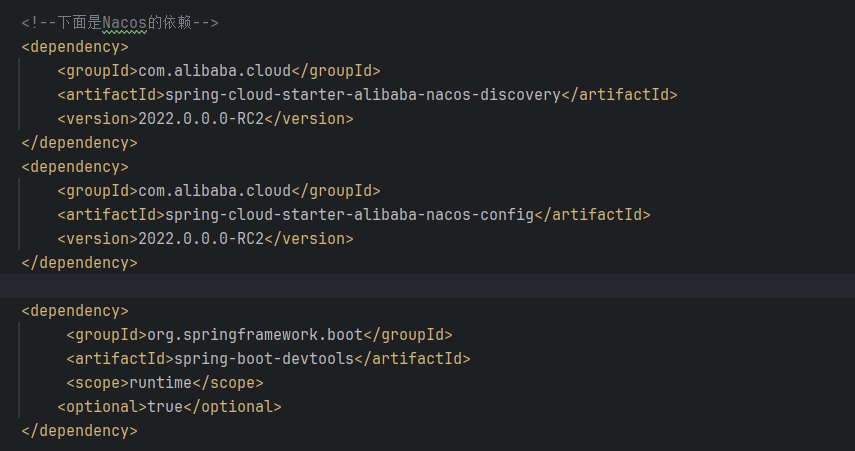 <!--下面是Nacos的依赖-->
<dependency>
    <groupId>com.alibaba.cloud</groupId>
    <artifactId>spring-cloud-starter-alibaba-nacos-discovery</artifactId>
    <version>2022.0.0.0-RC2</version>
</dependency>
<dependency>
    <groupId>com.alibaba.cloud</groupId>
    <artifactId>spring-cloud-starter-alibaba-nacos-config</artifactId>
    <version>2022.0.0.0-RC2</version>
</dependency>
<dependency>
     <groupId>org.springframework.boot</groupId>
     <artifactId>spring-boot-devtools</artifactId>
     <scope>runtime</scope>
    <optional>true</optional>
</dependency>